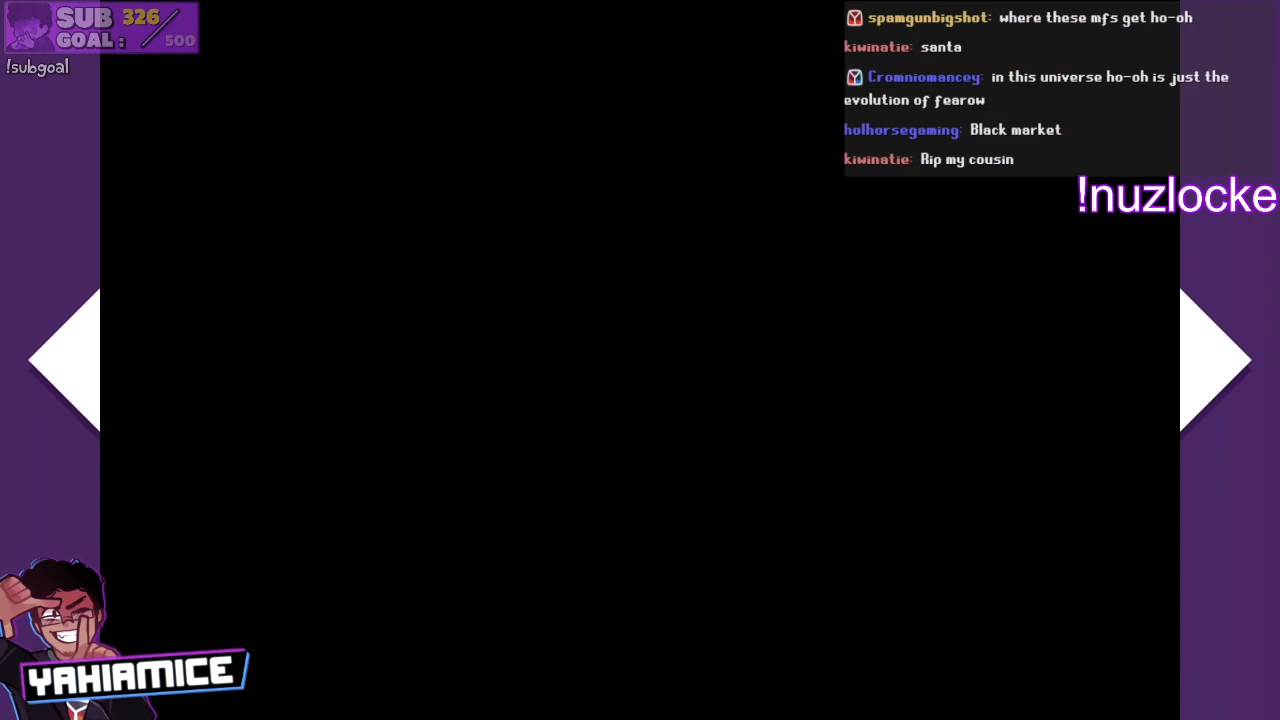 SUB 326
GOAL : / 500
!subgoal
spamgunbigshot: where these mfs get ho-oh
kiwinatie: santa
Cromniomancey: in this universe ho-oh is just the
evolution of fearow
holhorsegaming: Black market
kiwinatie: Rip my cousin
!nuzlocke
YAHIAMICE